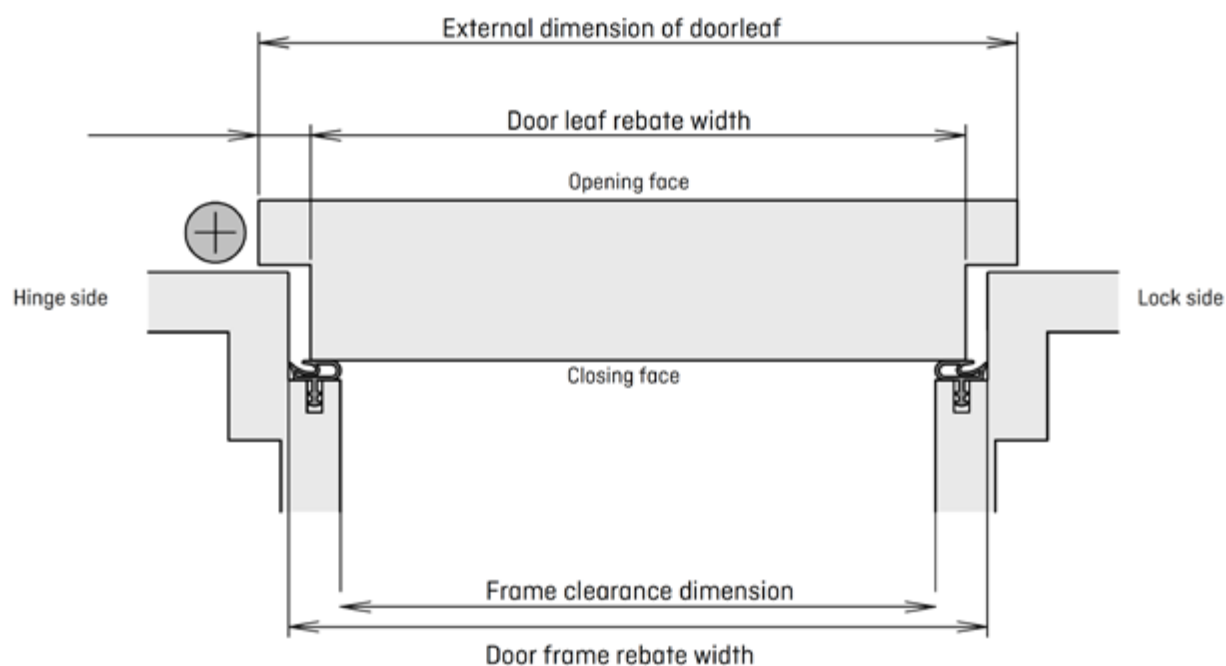 External dimension of doorleaf
Door leaf rebate width
Opening face
Hinge side
Lock side
Closing face
Frame clearance dimension
Door frame rebate width